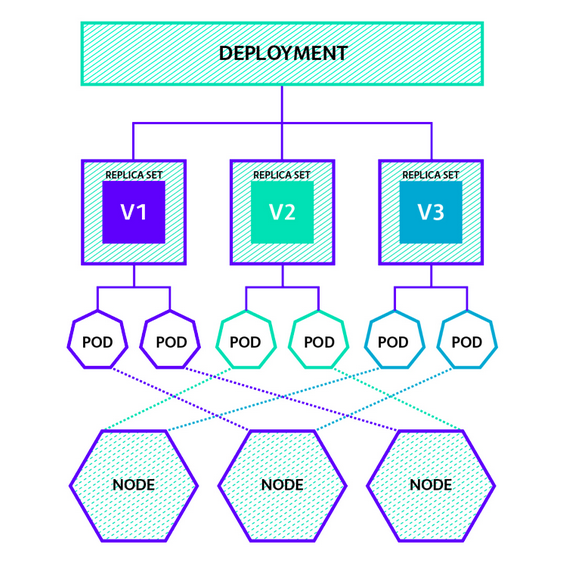 DEPLOYMENT
REPLICA SET
V1
REPLICA SET
V2
REPLICA SET
V3
POD
POD
POD
POD
POD
POD
NODE
NODE
NODE